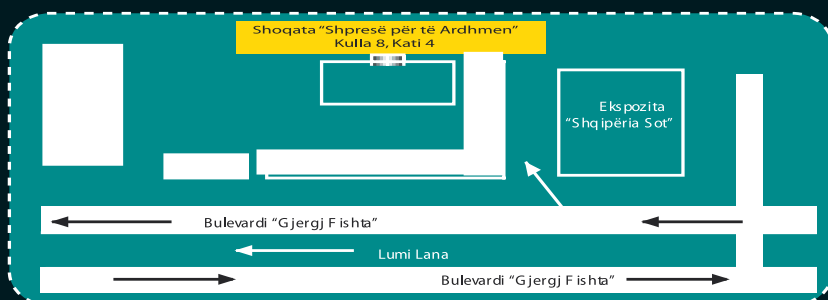 Shoqata “Shpresë për të Ardhmen”
Kulla 8, Kati 4
Ekspozita
“Shqipëria Sot”
Bulevardi “Gjergj Fishta”
Lumi Lana
Bulevardi “Gjergj Fishta”